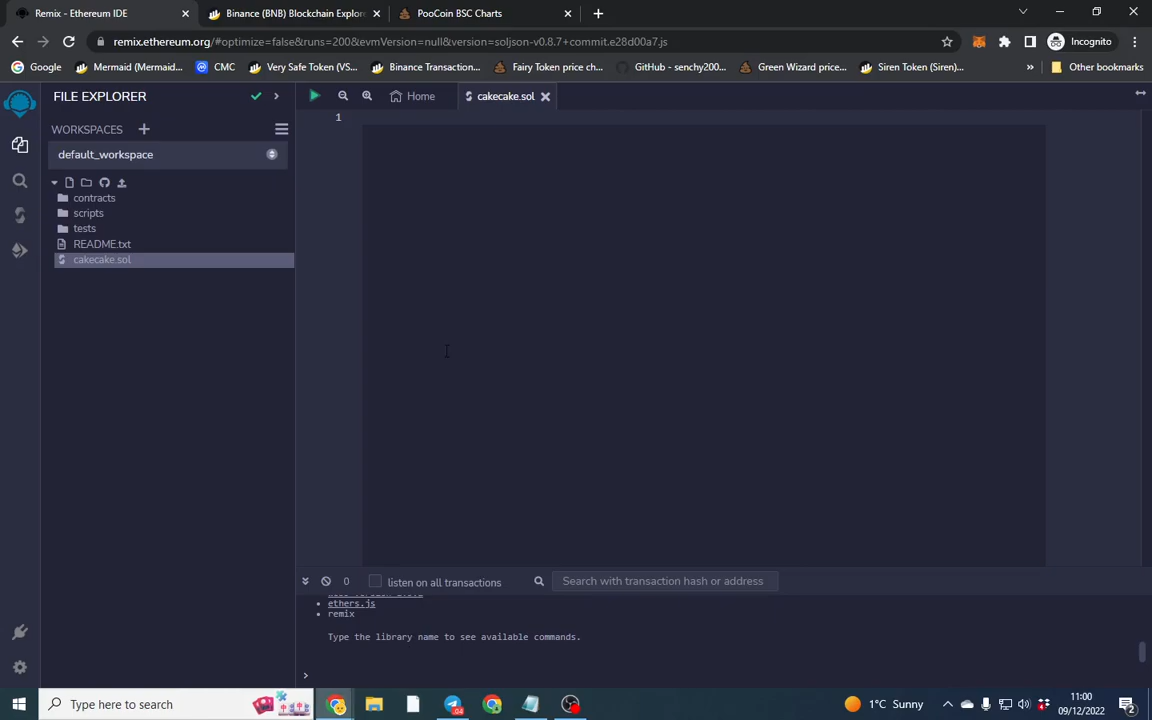 Remix - Ethereum IDE
Binance (BNB) Blockchain Explor
PooCoin BSC Charts
remix.ethereum.org/#optimize=false&runs=200&evmVersion=null&version=soljson-v0.8.7+commit.e28d00a7.js
Incognito
Google
Mermaid (Mermaid...
CMC
Very Safe Token (VS...
Binance Transaction...
Fairy Token price ch...
GitHub - senchy200...
Green Wizard price...
Siren Token (Siren)...
»
Other bookmarks
FILE EXPLORER
Home
cakecake.sol
WORKSPACES
1
default_workspace
contracts
scripts
tests
README.txt
cakecake.sol
0
listen on all transactions
Search with transaction hash or address
• ethers.js
• remix
Type the library name to see available commands.
>
Type here to search
1°C Sunny
11:00
09/12/2022
2